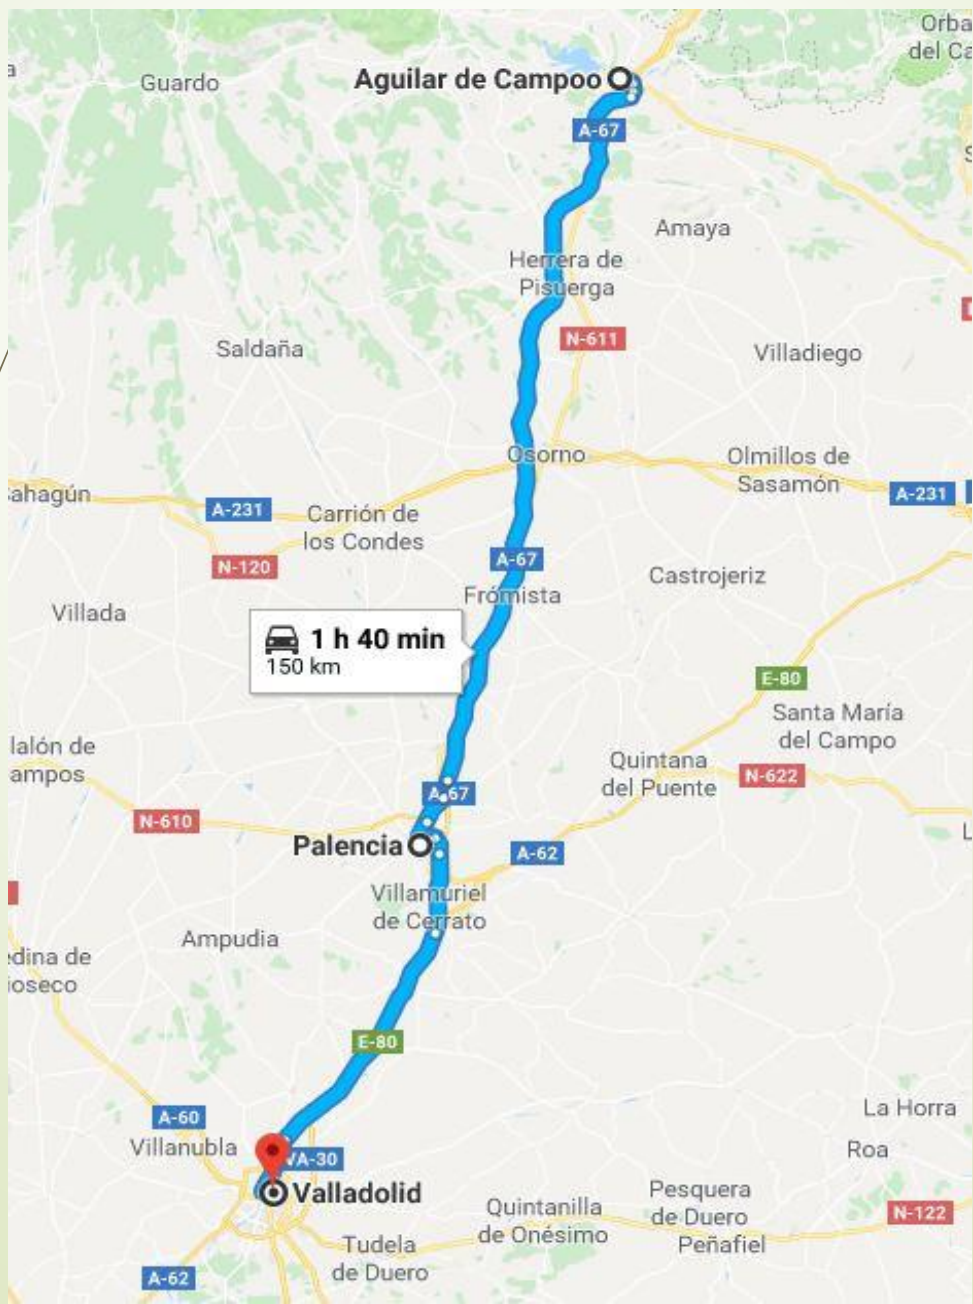 Orba
del Ca
Guardo
Aguilar de Campoo
A-67
Amaya
Herrera de
Pisuerga
N-611
Saldaña
Villadiego
Osorno
Olmillos de
Sasamón
ahagún
A-231
A-231
Carrión de
los Condes
A-67
N-120
Castrojeriz
Frómista
Villada
1 h 40 min
150 km
E-80
Santa María
del Campo
lalón de
ampos
Quintana
del Puente
N-622
A-67
N-610
Palencia
A-62
Villamuriel
de Cerrato
Ampudia
edina de
ioseco
E-80
La Horra
A-60
Villanubla
Roa
VA-30
Valladolid
Pesquera
de Duero
Quintanilla
de Onésimo
N-122
Peñafiel
Tudela
de Duero
A-62